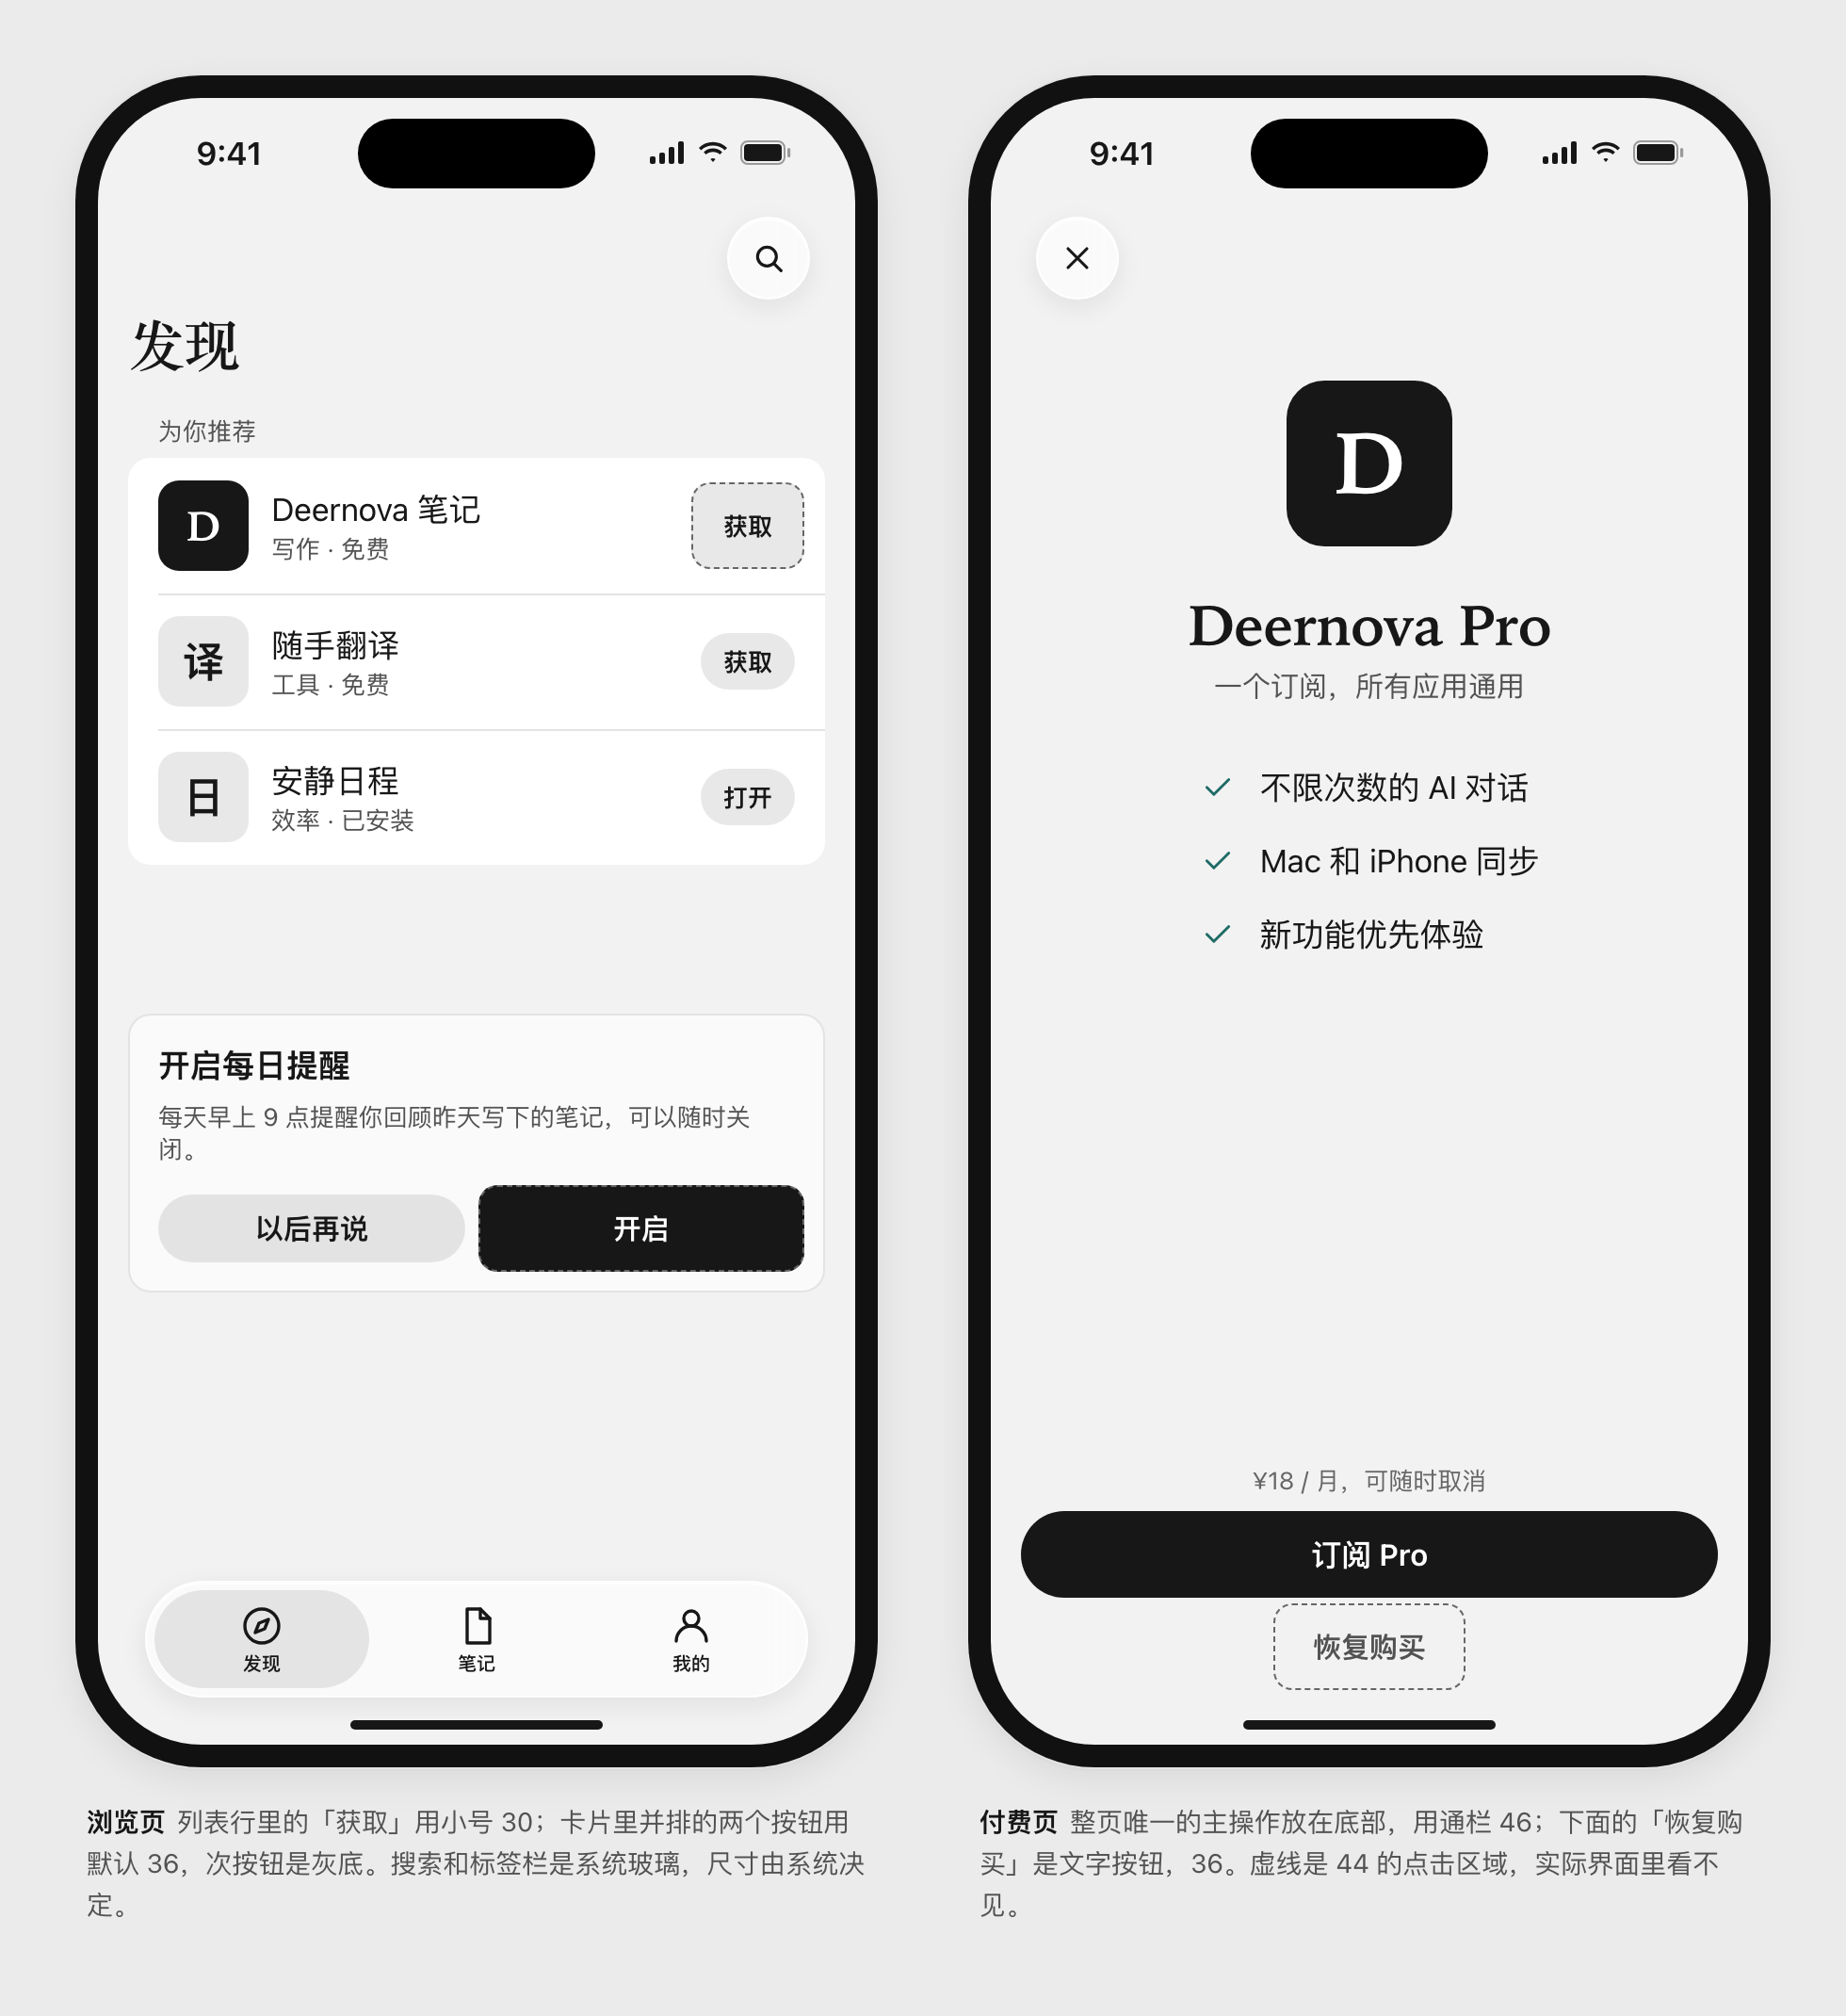 9:41
发现
为你推荐
D
Deernova 笔记
写作 · 免费
获取
译
随手翻译
工具 · 免费
获取
日
安静日程
效率 · 已安装
打开
开启每日提醒
每天早上 9 点提醒你回顾昨天写下的笔记，可以随时关
闭。
以后再说
开启
发现
笔记
我的
浏览页 列表行里的「获取」用小号 30；卡片里并排的两个按钮用
默认 36，次按钮是灰底。搜索和标签栏是系统玻璃，尺寸由系统决
定。
9:41
D
Deernova Pro
一个订阅，所有应用通用
不限次数的 AI 对话
Mac 和 iPhone 同步
新功能优先体验
¥18 / 月，可随时取消
订阅 Pro
恢复购买
付费页 整页唯一的主操作放在底部，用通栏 46；下面的「恢复购
买」是文字按钮，36。虚线是 44 的点击区域，实际界面里看不
见。